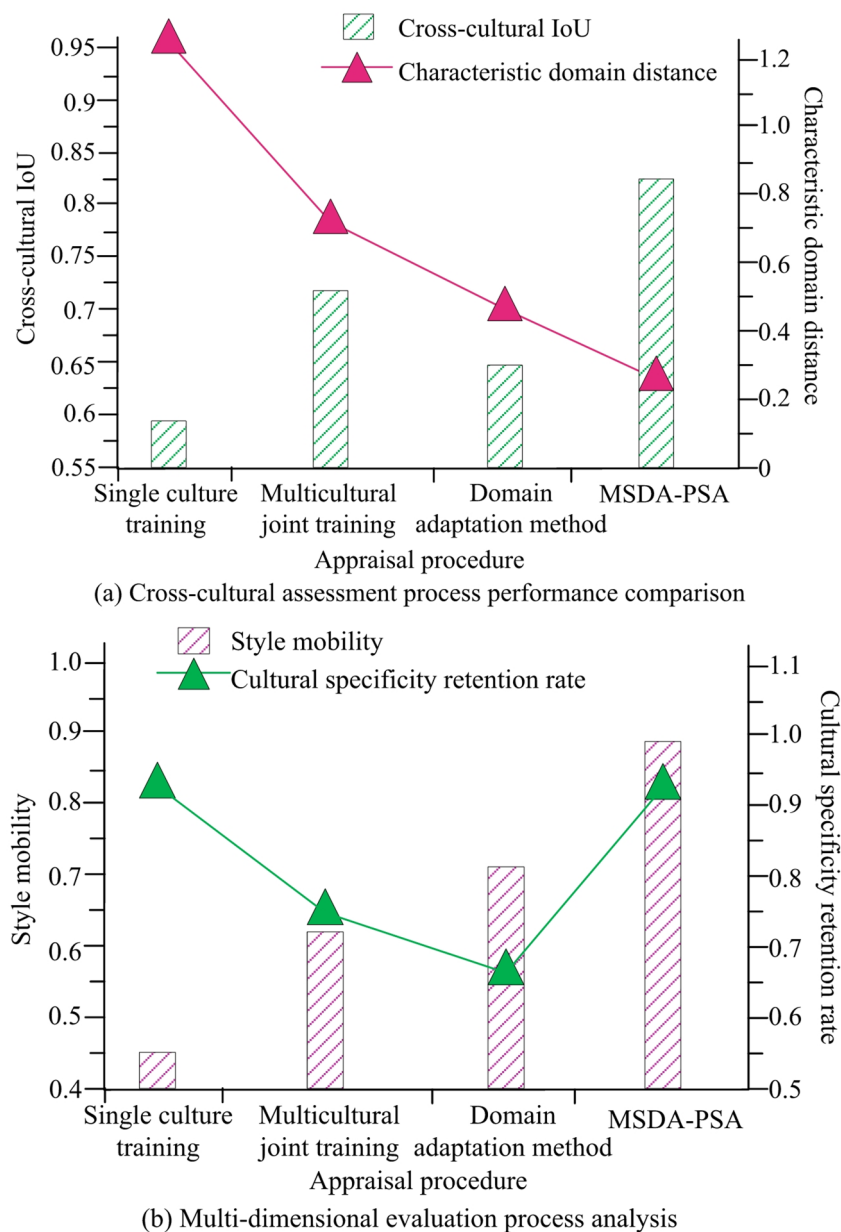 Cross-cultural IoU
Characteristic domain distance
0.95
0.9
0.85
0.8
0.75
0.7
0.65
0.6
0.55
Cross-cultural IoU
1.2
1.0
0.8
0.6
0.4
0.2
0
Characteristic domain distance
Single culture training
Multicultural joint training
Domain adaptation method
MSDA-PSA
Appraisal procedure
(a) Cross-cultural assessment process performance comparison
Style mobility
Cultural specificity retention rate
1.0
0.9
0.8
0.7
0.6
0.5
0.4
Style mobility
1.1
1.0
0.9
0.8
0.7
0.6
0.5
Cultural specificity retention rate
Single culture training
Multicultural joint training
Domain adaptation method
MSDA-PSA
Appraisal procedure
(b) Multi-dimensional evaluation process analysis